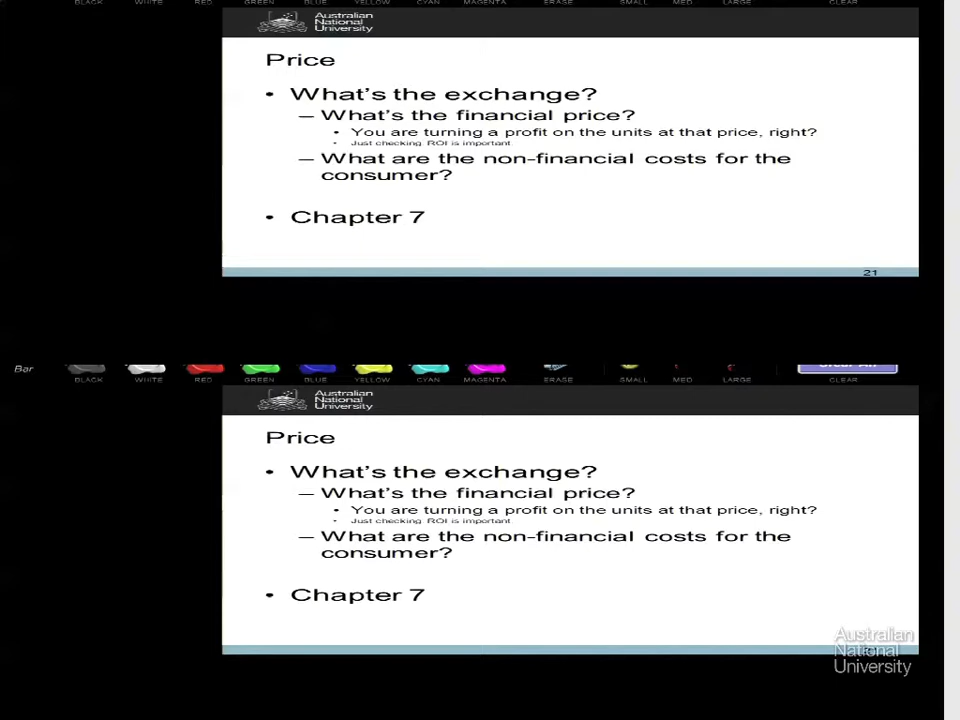 BLACK WHITE RED GREEN BLUE YELLOW CYAN MAGENTA ERASE SMALL MED LARGE CLEAR
Australian
National
University
Price
• What's the exchange?
– What's the financial price?
• You are turning a profit on the units at that price, right?
• Just checking ROI is important.
– What are the non-financial costs for the
consumer?
• Chapter 7
21
Bar
BLACK WHITE RED GREEN BLUE YELLOW CYAN MAGENTA ERASE SMALL MED LARGE CLEAR
Australian
National
University
Price
• What's the exchange?
– What's the financial price?
• You are turning a profit on the units at that price, right?
• Just checking ROI is important.
– What are the non-financial costs for the
consumer?
• Chapter 7
Australian
National
University